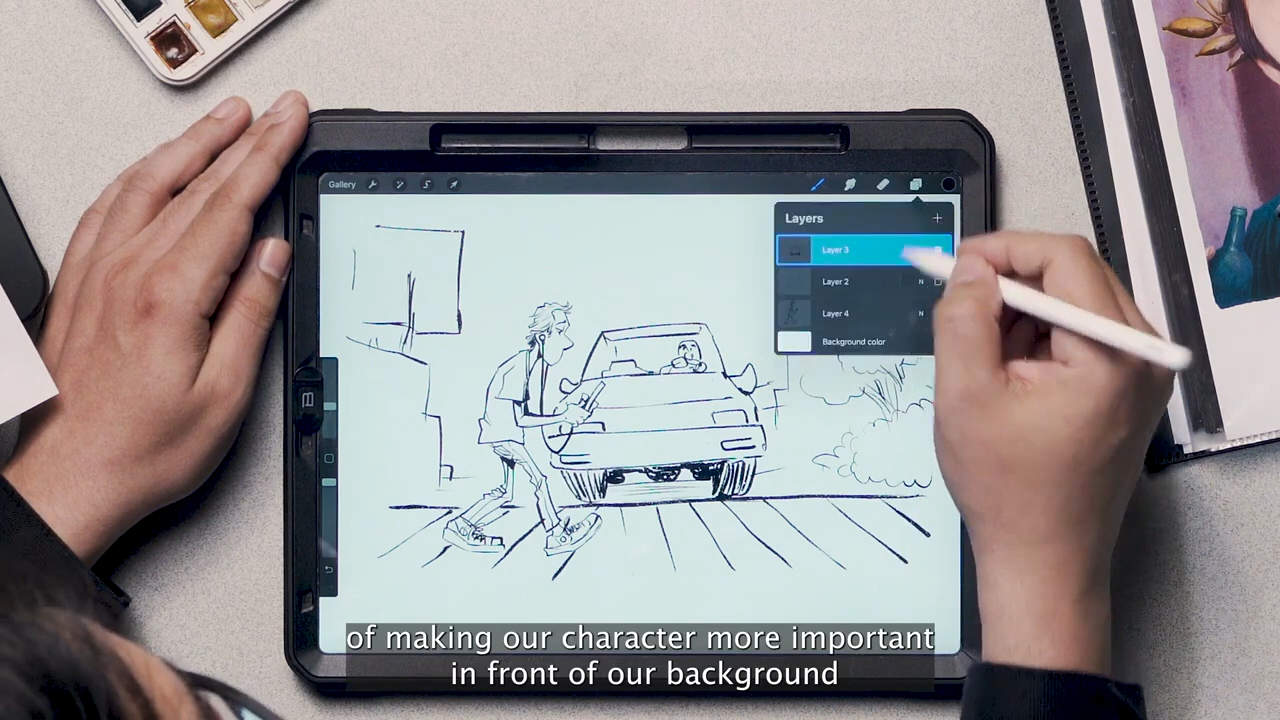 Gallery
Layers
Layer 3
Layer 2 N
Layer 4 N
Background color
of making our character more important
in front of our background